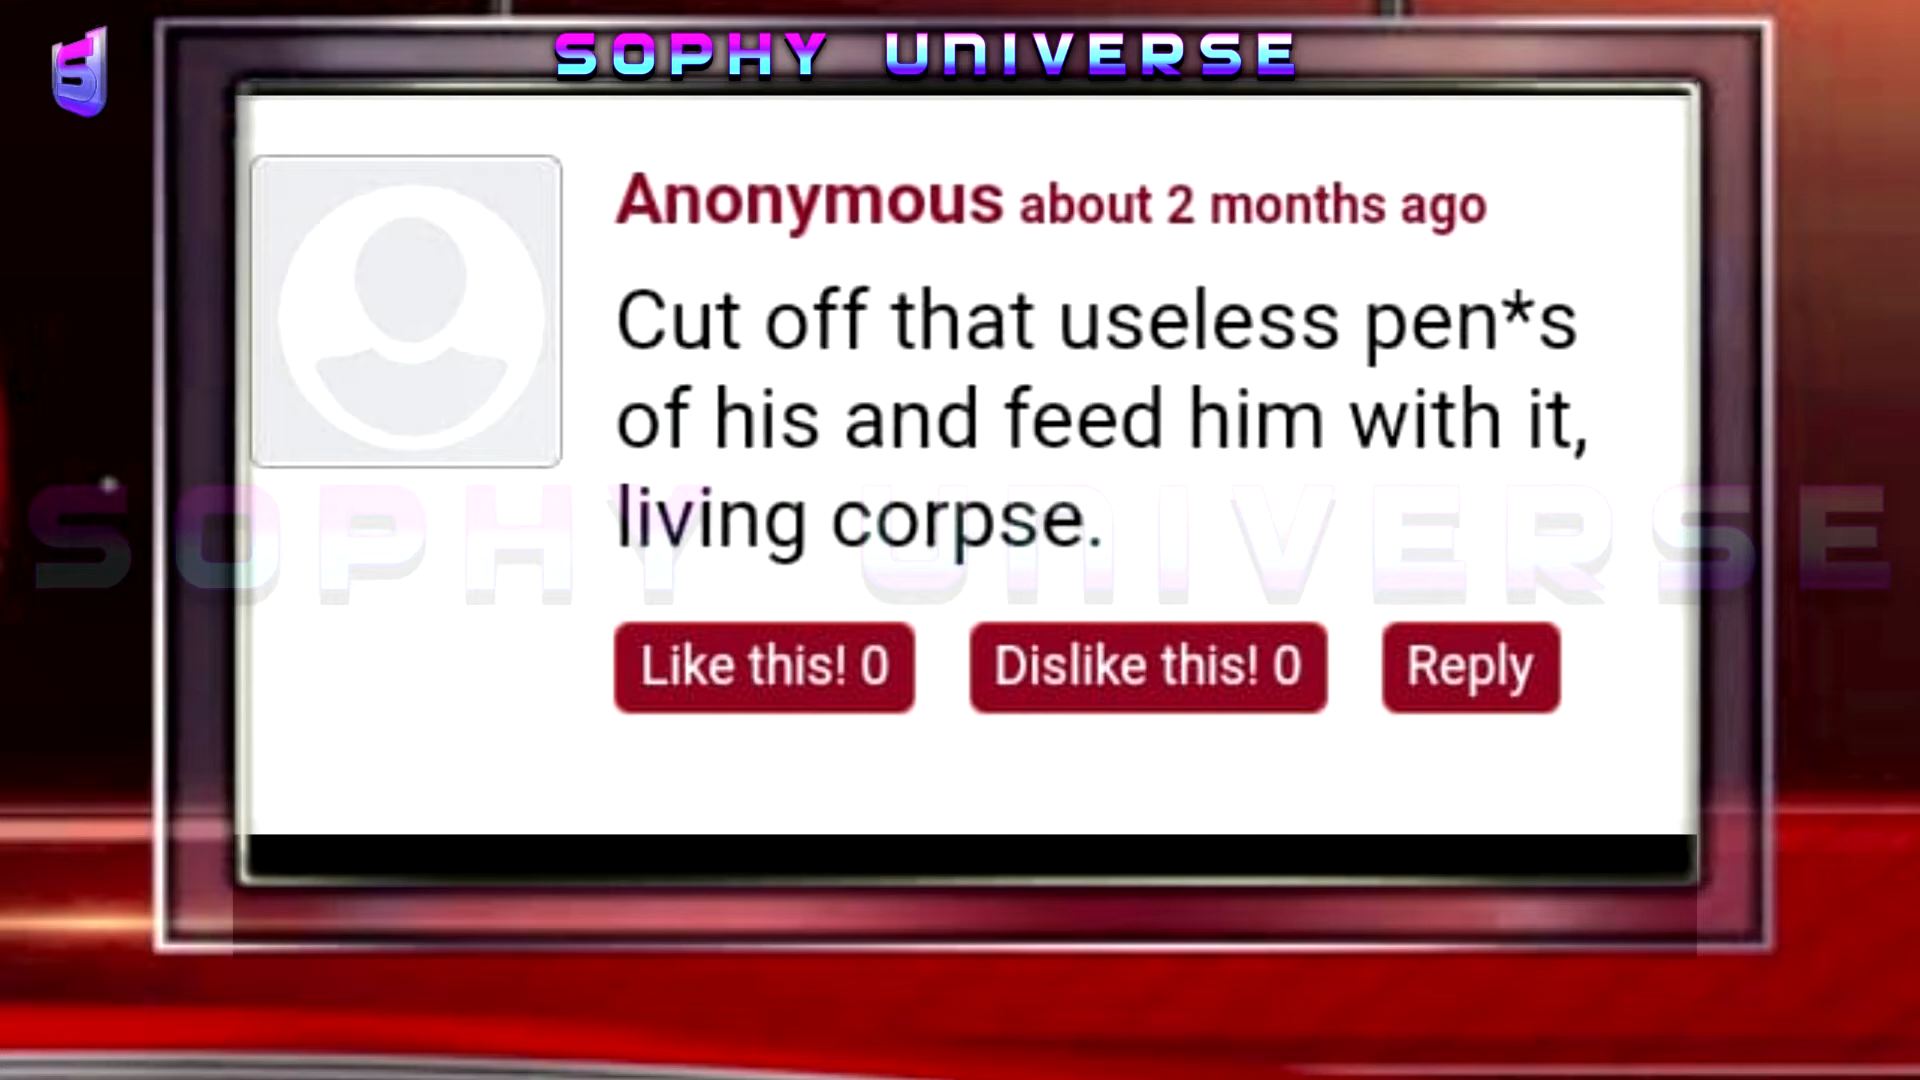 SOPHY UNIVERSE
S
Anonymous about 2 months ago
Cut off that useless pen*s
of his and feed him with it,
living corpse.
SOPHY UNIVERSE
Like this! 0 Dislike this! 0 Reply